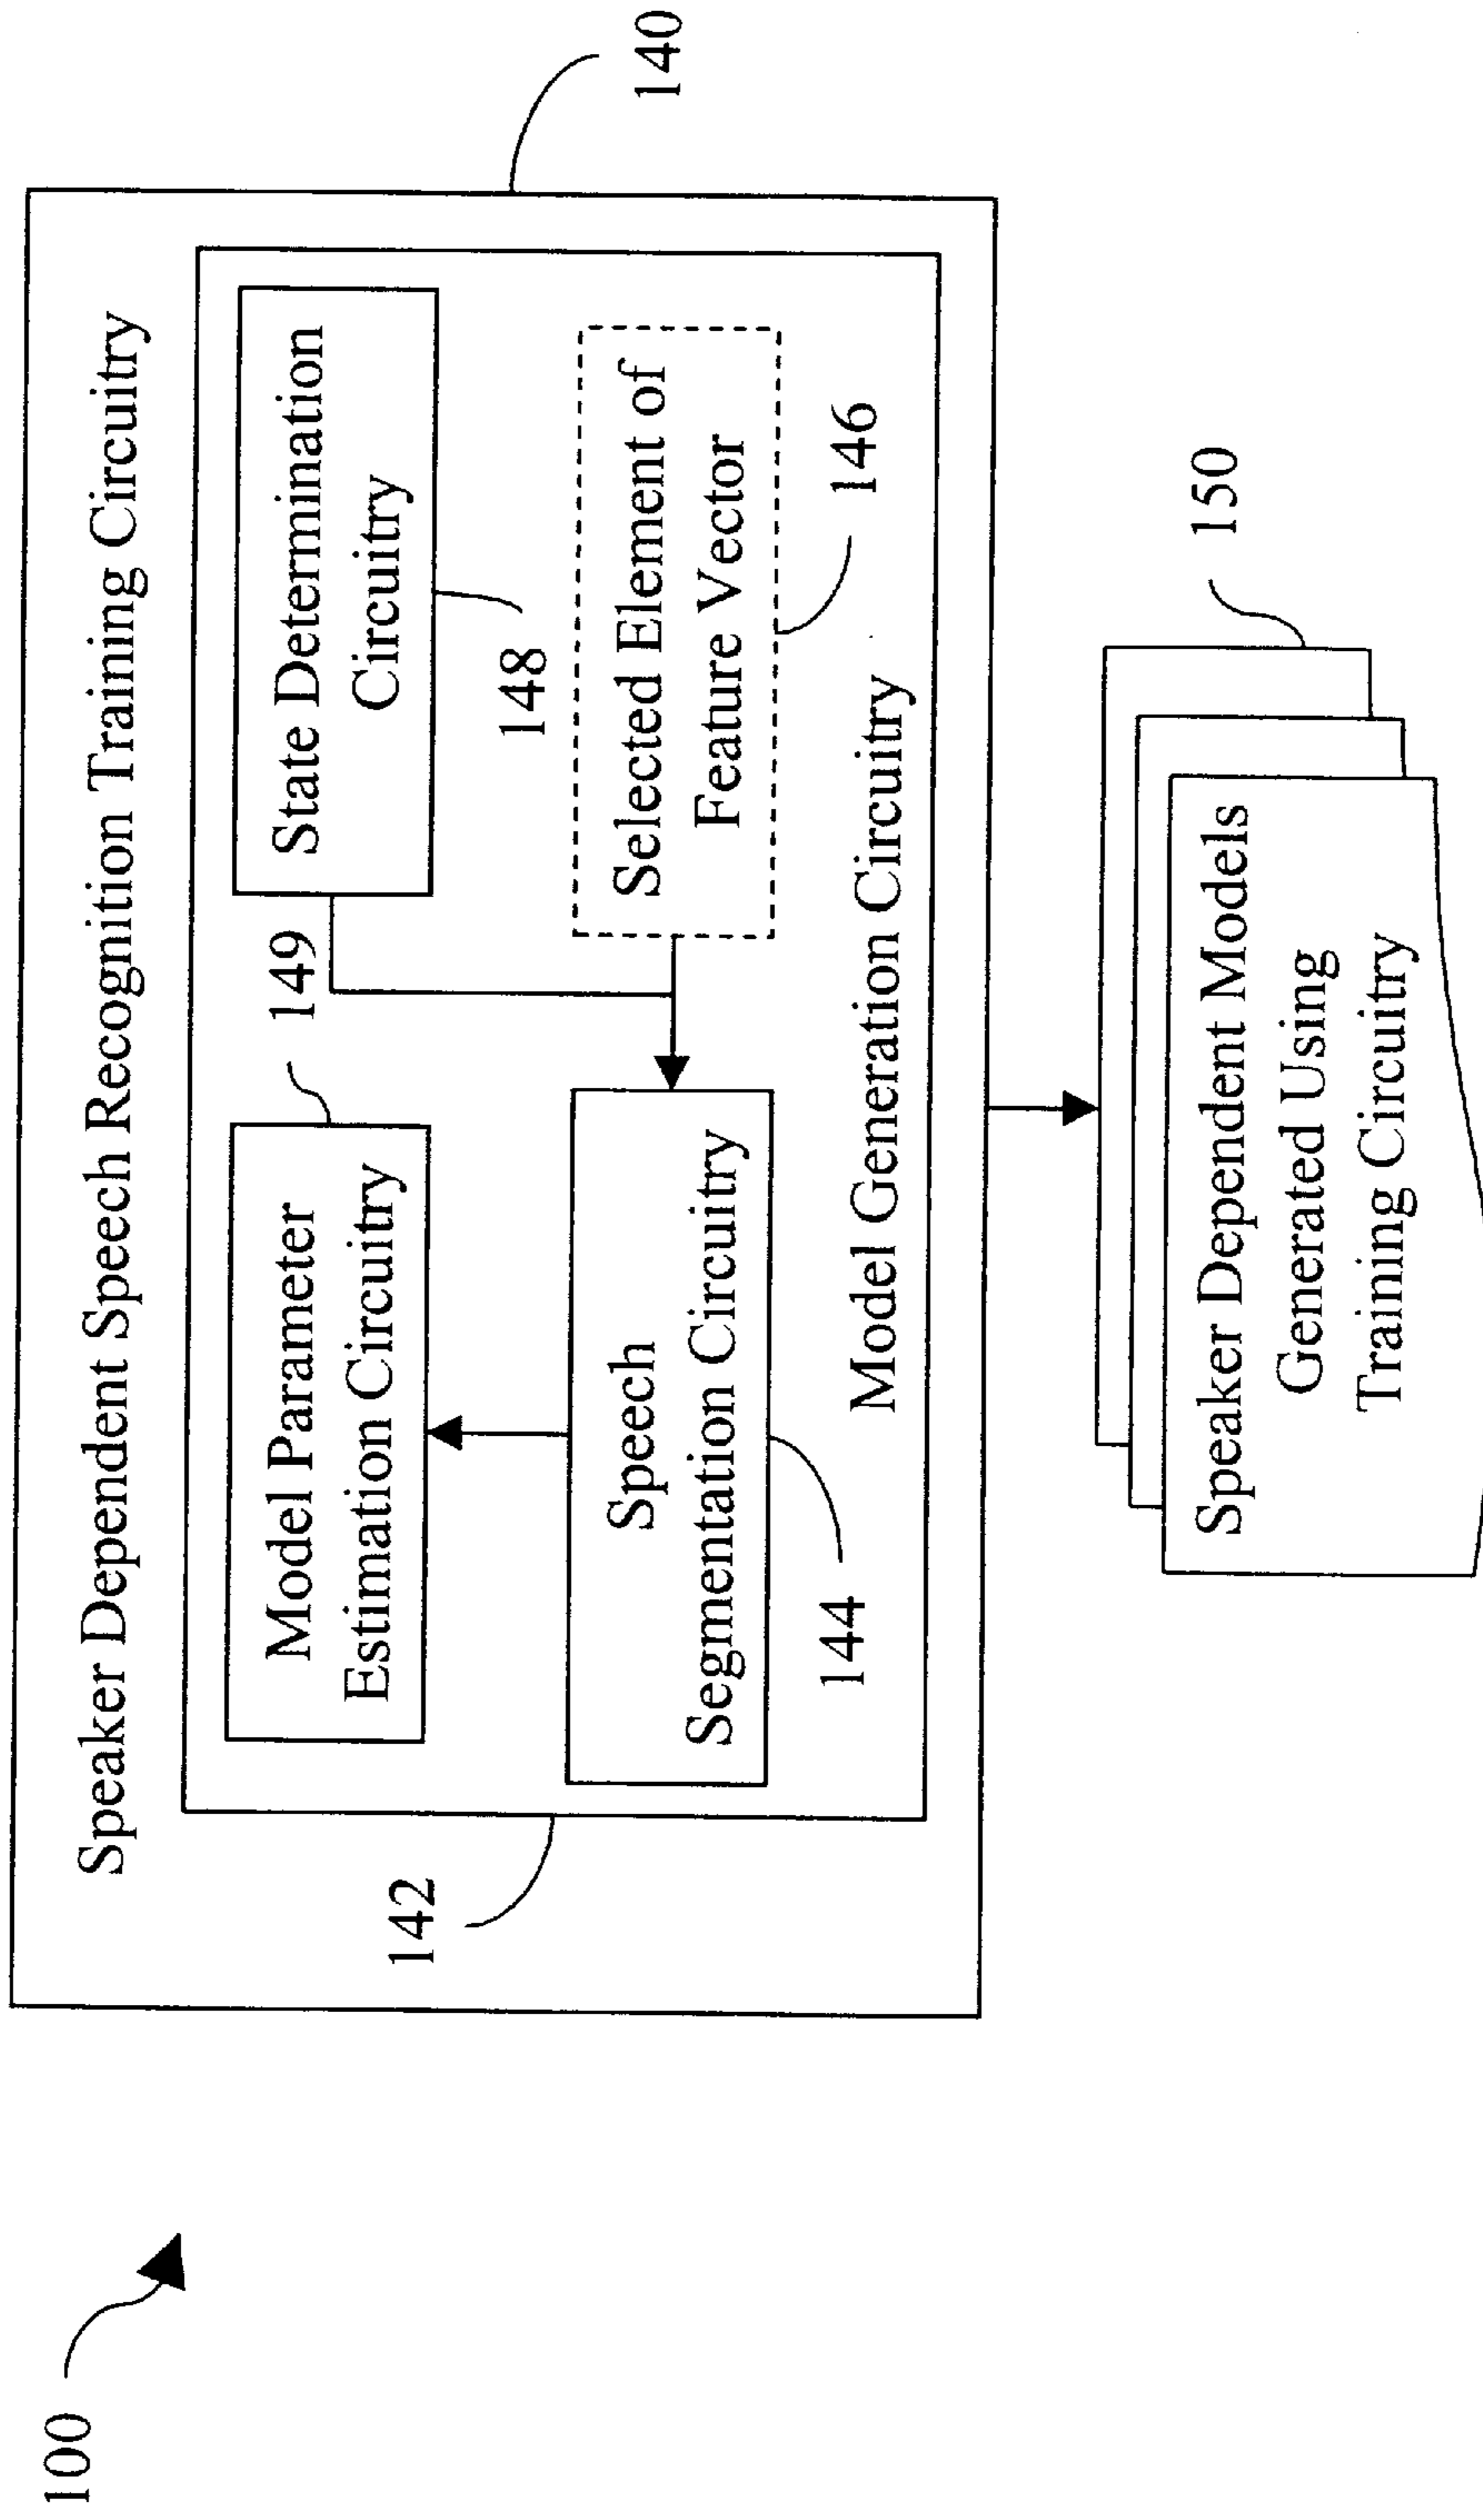 100
Speaker Dependent Speech Recognition Training Circuitry
142
Model Parameter
Estimation Circuitry
149
State Determination
Circuitry
148
140
Speech
Segmentation Circuitry
144
Selected Element of
Feature Vector
146
Model Generation Circuitry
150
Speaker Dependent Models
Generated Using
Training Circuitry